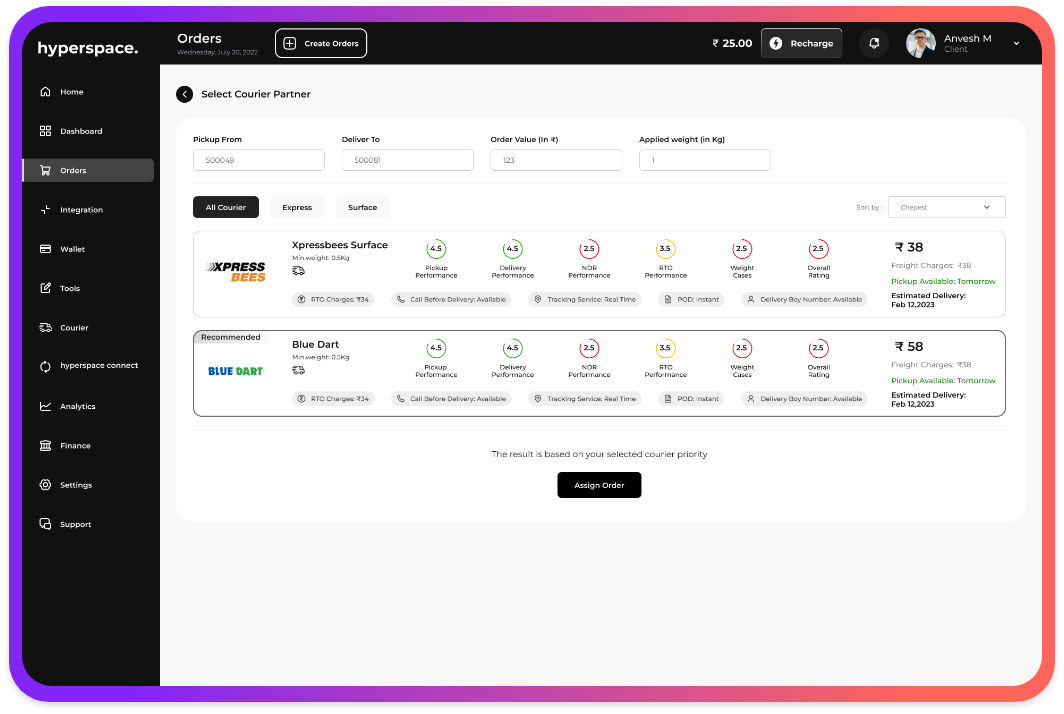 hyperspace.
Orders
Wednesday, July 20, 2022
Create Orders
₹ 25.00
Recharge
Anvesh M
Client
Home
Dashboard
Orders
Integration
Wallet
Tools
Courier
hyperspace connect
Analytics
Finance
Settings
Support
Select Courier Partner
Pickup From
Deliver To
Order Value (In ₹)
Applied weight (in Kg)
500049
500081
123
1
All Courier
Express
Surface
Sort by :
Chepest
XPRESS
BEES
Xpressbees Surface
Min.weight: 0.5Kg
4.5
Pickup
Performance
4.5
Delivery
Performance
2.5
NDR
Performance
3.5
RTO
Performance
2.5
Weight
Cases
2.5
Overall
Rating
RTO Charges: ₹34
Call Before Delivery: Available
Tracking Service: Real Time
POD: Instant
Delivery Boy Number: Available
₹ 38
Freight Charges: ₹38
Pickup Available: Tomorrow
Estimated Delivery:
Feb 12,2023
Recommended
BLUE DART
Blue Dart
Min.weight: 0.5Kg
4.5
Pickup
Performance
4.5
Delivery
Performance
2.5
NDR
Performance
3.5
RTO
Performance
2.5
Weight
Cases
2.5
Overall
Rating
RTO Charges: ₹34
Call Before Delivery: Available
Tracking Service: Real Time
POD: Instant
Delivery Boy Number: Available
₹ 58
Freight Charges: ₹38
Pickup Available: Tomorrow
Estimated Delivery:
Feb 12,2023
The result is based on your selected courier priority
Assign Order